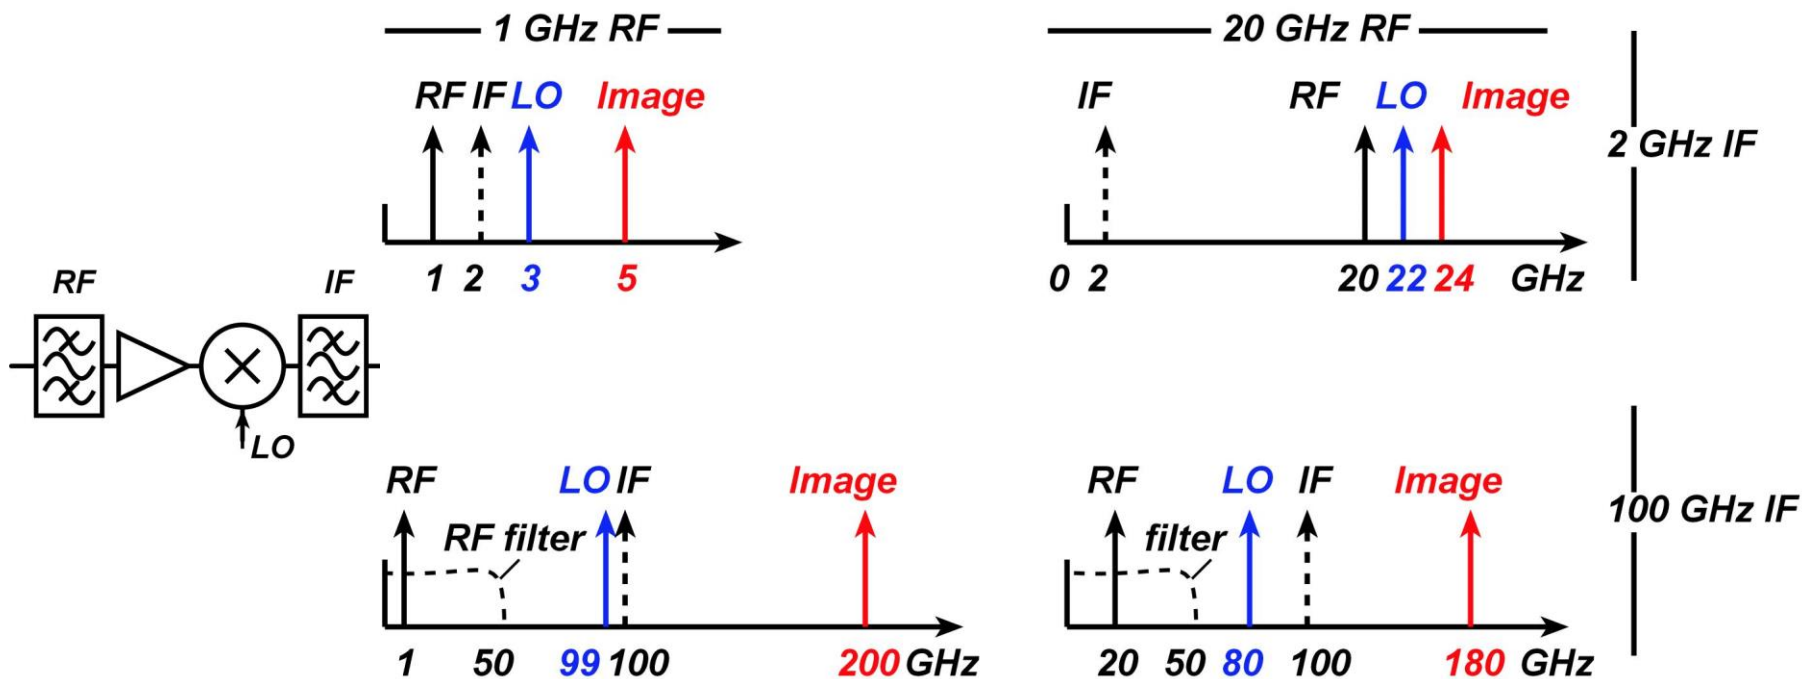 1 GHz RF
20 GHz RF
RF IF LO Image
IF RF LO Image
2 GHz IF
1 2 3 5
0 2 20 22 24 GHz
RF IF
LO
RF LO IF Image
RF LO IF Image
100 GHz IF
RF filter
filter
1 50 99 100 200 GHz
20 50 80 100 180 GHz